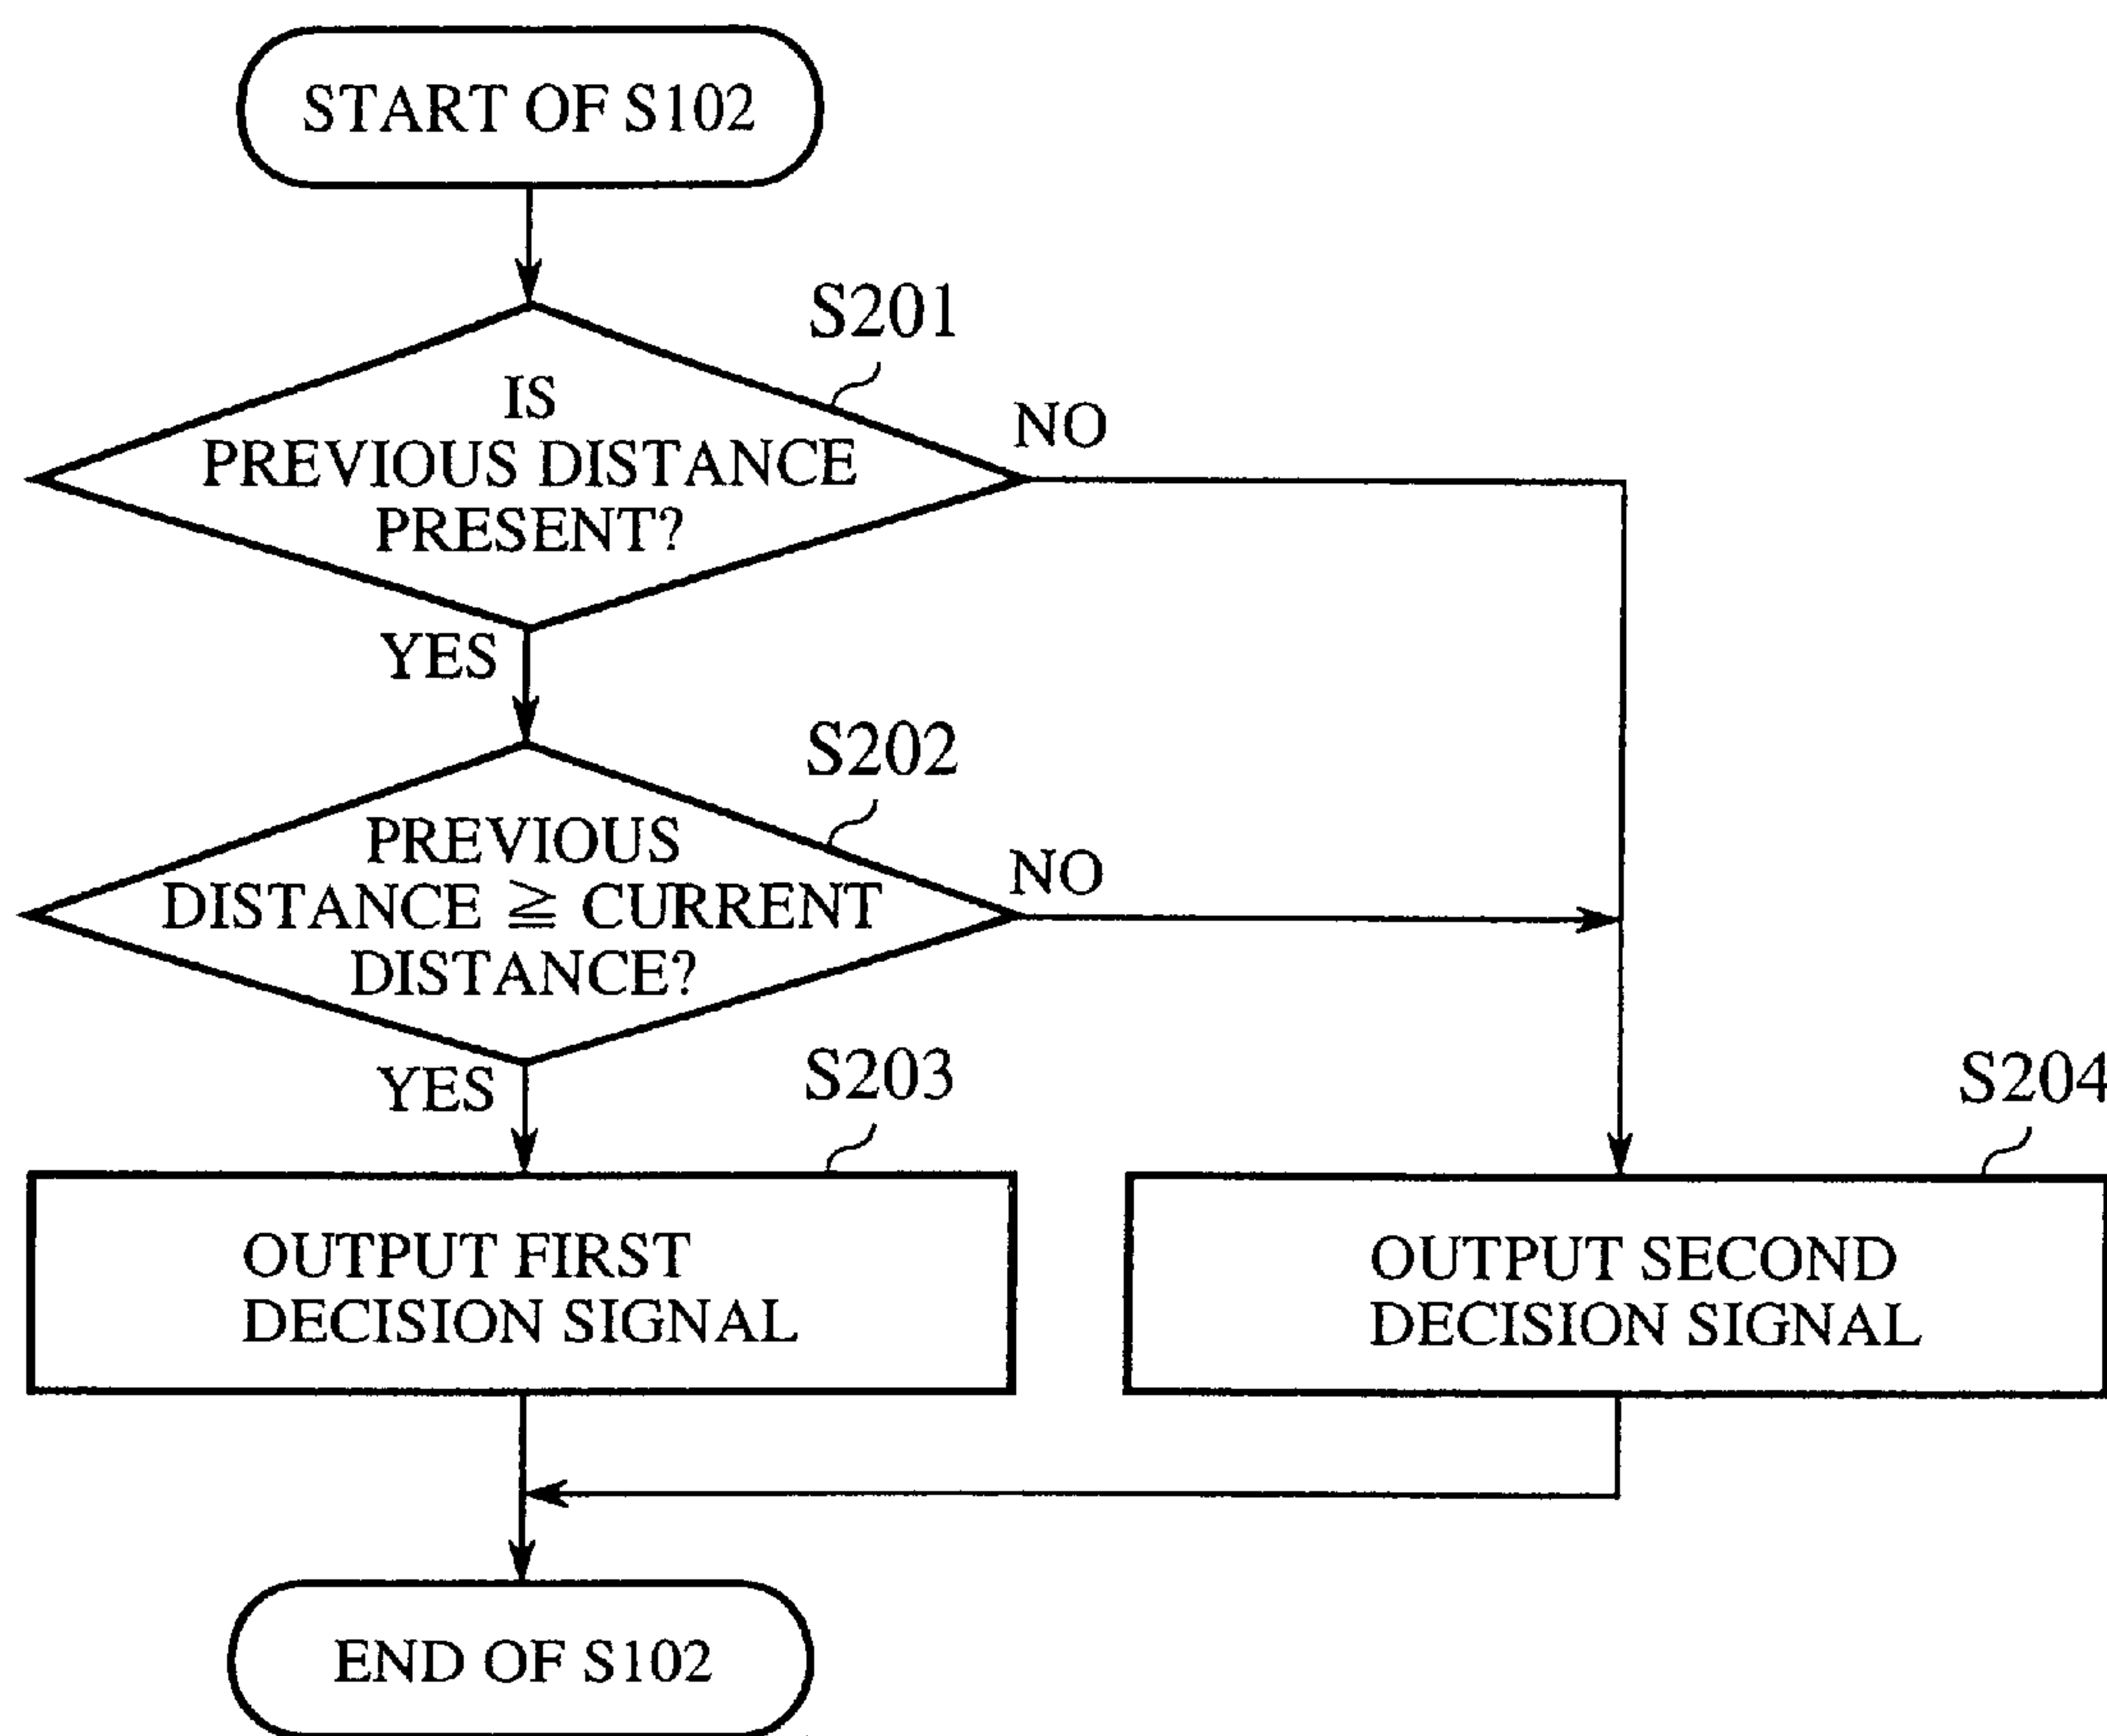 START OF S102
S201
IS
PREVIOUS DISTANCE
PRESENT?
NO
YES
S202
PREVIOUS
DISTANCE ≧ CURRENT
DISTANCE?
NO
YES
S203
OUTPUT FIRST
DECISION SIGNAL
S204
OUTPUT SECOND
DECISION SIGNAL
END OF S102